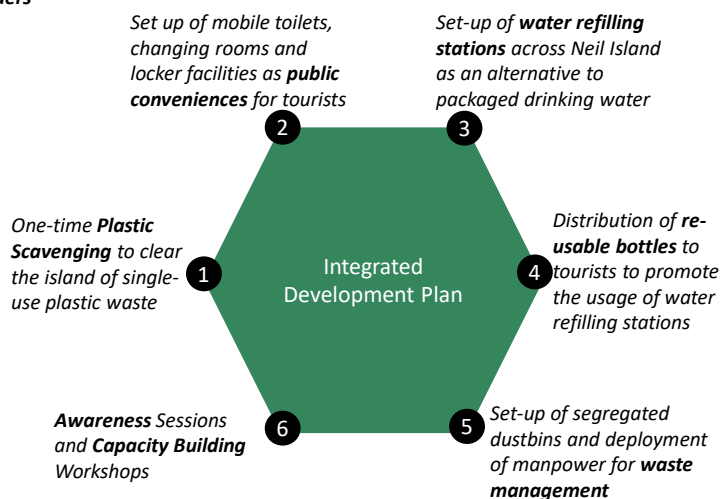 Set up of mobile toilets,
changing rooms and
locker facilities as public
conveniences for tourists
2
Set-up of water refilling
stations across Neil Island
as an alternative to
packaged drinking water
3
One-time Plastic
Scavenging to clear
the island of single-
use plastic waste
1
Integrated
Development Plan
4
Distribution of re-
usable bottles to
tourists to promote
the usage of water
refilling stations
Awareness Sessions
and Capacity Building
Workshops
6
5
Set-up of segregated
dustbins and deployment
of manpower for waste
management